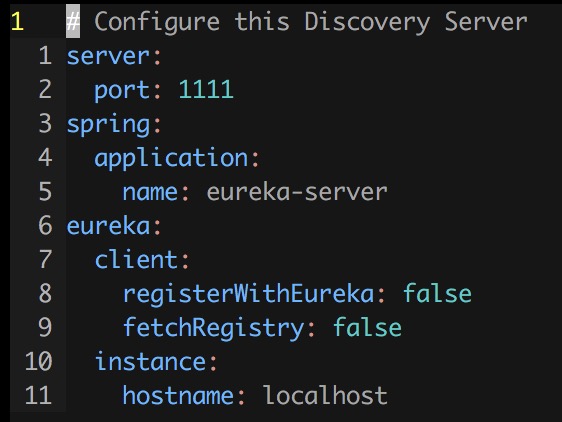 1 # Configure this Discovery Server
1 server:
2   port: 1111
3 spring:
4   application:
5     name: eureka-server
6 eureka:
7   client:
8     registerWithEureka: false
9     fetchRegistry: false
10   instance:
11     hostname: localhost